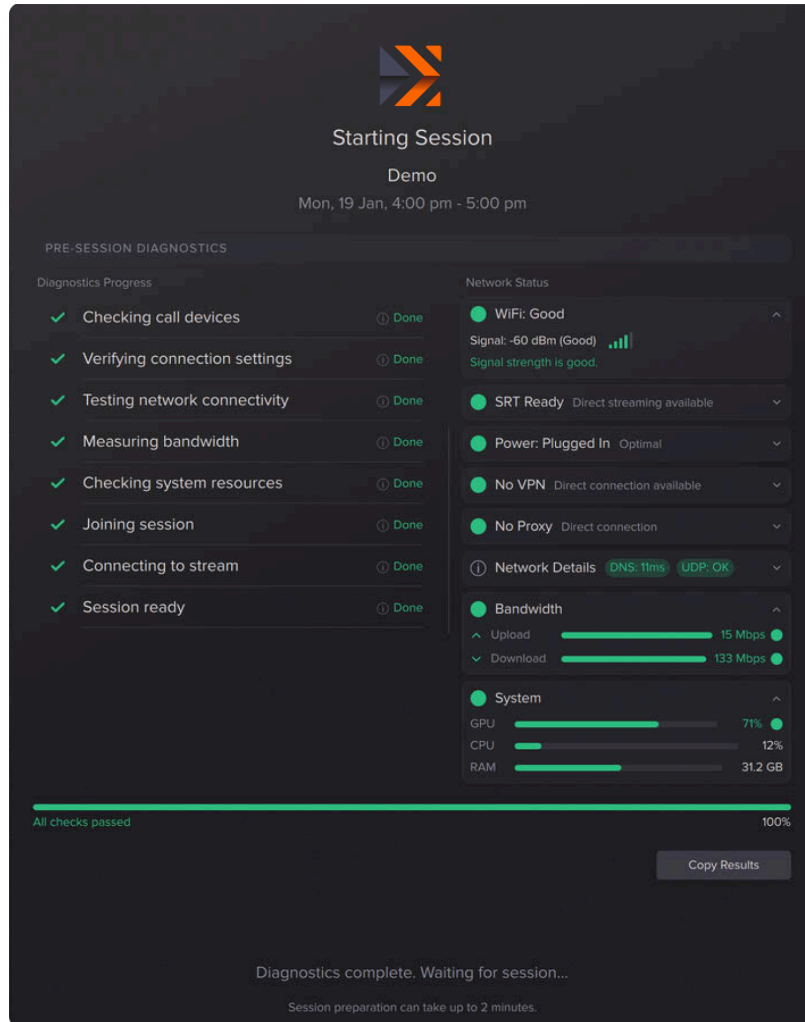 Starting Session
Demo
Mon, 19 Jan, 4:00 pm - 5:00 pm
PRE-SESSION DIAGNOSTICS
Diagnostics Progress
Checking call devices Done
Verifying connection settings Done
Testing network connectivity Done
Measuring bandwidth Done
Checking system resources Done
Joining session Done
Connecting to stream Done
Session ready Done
Network Status
WiFi: Good
Signal: -60 dBm (Good)
Signal strength is good.
SRT Ready Direct streaming available
Power: Plugged In Optimal
No VPN Direct connection available
No Proxy Direct connection
Network Details DNS: 11ms UDP: OK
Bandwidth
Upload 15 Mbps
Download 133 Mbps
System
GPU 71%
CPU 12%
RAM 31.2 GB
All checks passed 100%
Copy Results
Diagnostics complete. Waiting for session...
Session preparation can take up to 2 minutes.